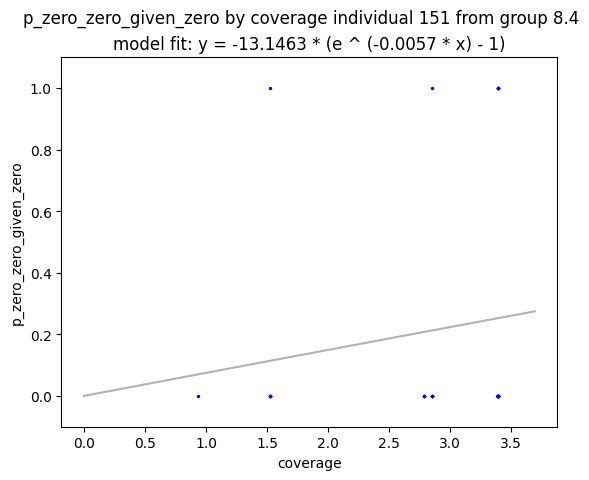 p_zero_zero_given_zero by coverage individual 151 from group 8.4
model fit: y = -13.1463 * (e ^ (-0.0057 * x) - 1)
1.0
0.8
0.6
0.4
0.2
0.0
p_zero_zero_given_zero
0.0 0.5 1.0 1.5 2.0 2.5 3.0 3.5
coverage